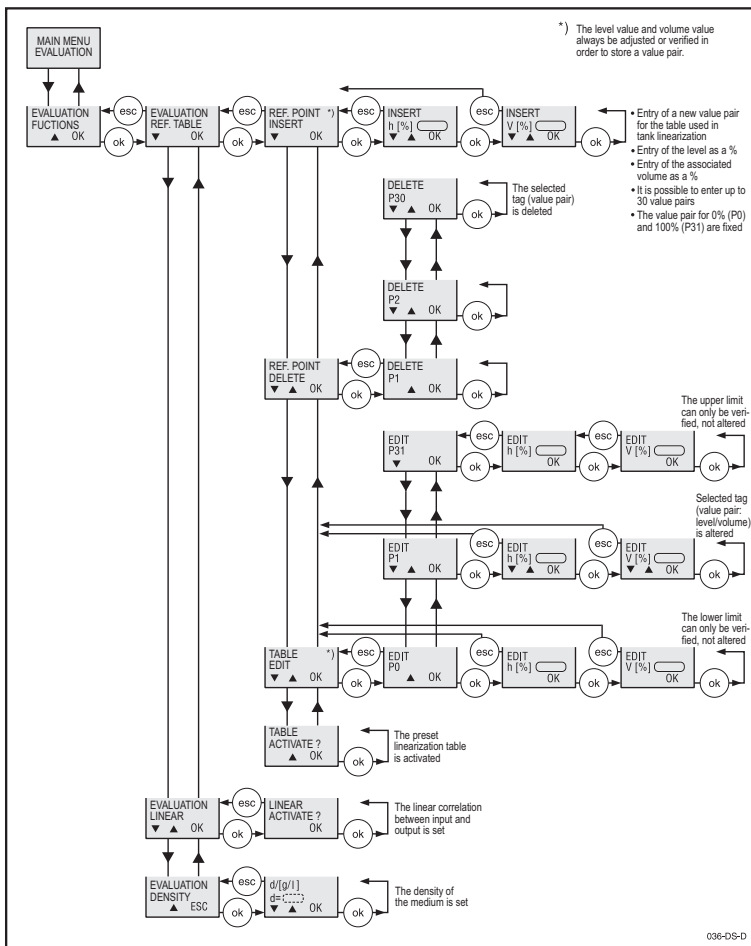 *) The level value and volume value
always be adjusted or verified in
order to store a value pair.
MAIN MENU
EVALUATION
EVALUATION
FUCTIONS
▲ OK
esc
ok
EVALUATION
REF. TABLE
▼ OK
esc
ok
REF. POINT *)
INSERT
▼ OK
esc
ok
INSERT
h [%]
▼ ▲ OK
esc
ok
INSERT
V [%]
▼ ▲ OK
ok
• Entry of a new value pair
for the table used in
tank linearization
• Entry of the level as a %
• Entry of the associated
volume as a %
• It is possible to enter up to
30 value pairs
• The value pair for 0% (P0)
and 100% (P31) are fixed
DELETE
P30
▼ ▲ OK
ok
The selected
tag (value pair)
is deleted
DELETE
P2
▼ ▲ OK
ok
REF. POINT
DELETE
▼ ▲ OK
esc
ok
DELETE
P1
▲ OK
ok
The upper limit
can only be veri-
fied, not altered
EDIT
P31
▼ OK
esc
ok
EDIT
h [%]
OK
esc
ok
EDIT
V [%]
OK
ok
Selected tag
(value pair:
level/volume)
is altered
EDIT
P1
▼ ▲ OK
esc
ok
EDIT
h [%]
▼ ▲ OK
esc
ok
EDIT
V [%]
▼ ▲ OK
ok
The lower limit
can only be veri-
fied, not altered
TABLE *)
EDIT
▼ ▲ OK
esc
ok
EDIT
P0
▲ OK
esc
ok
EDIT
h [%]
OK
esc
ok
EDIT
V [%]
OK
ok
TABLE
ACTIVATE ?
▲ OK
ok
The preset
linearization table
is activated
EVALUATION
LINEAR
▼ ▲ OK
esc
ok
LINEAR
ACTIVATE ?
OK
ok
The linear correlation
between input and
output is set
EVALUATION
DENSITY
▲ ESC
esc
ok
d/[g/l]
d=
▼ ▲ OK
ok
The density of
the medium is set
036-DS-D